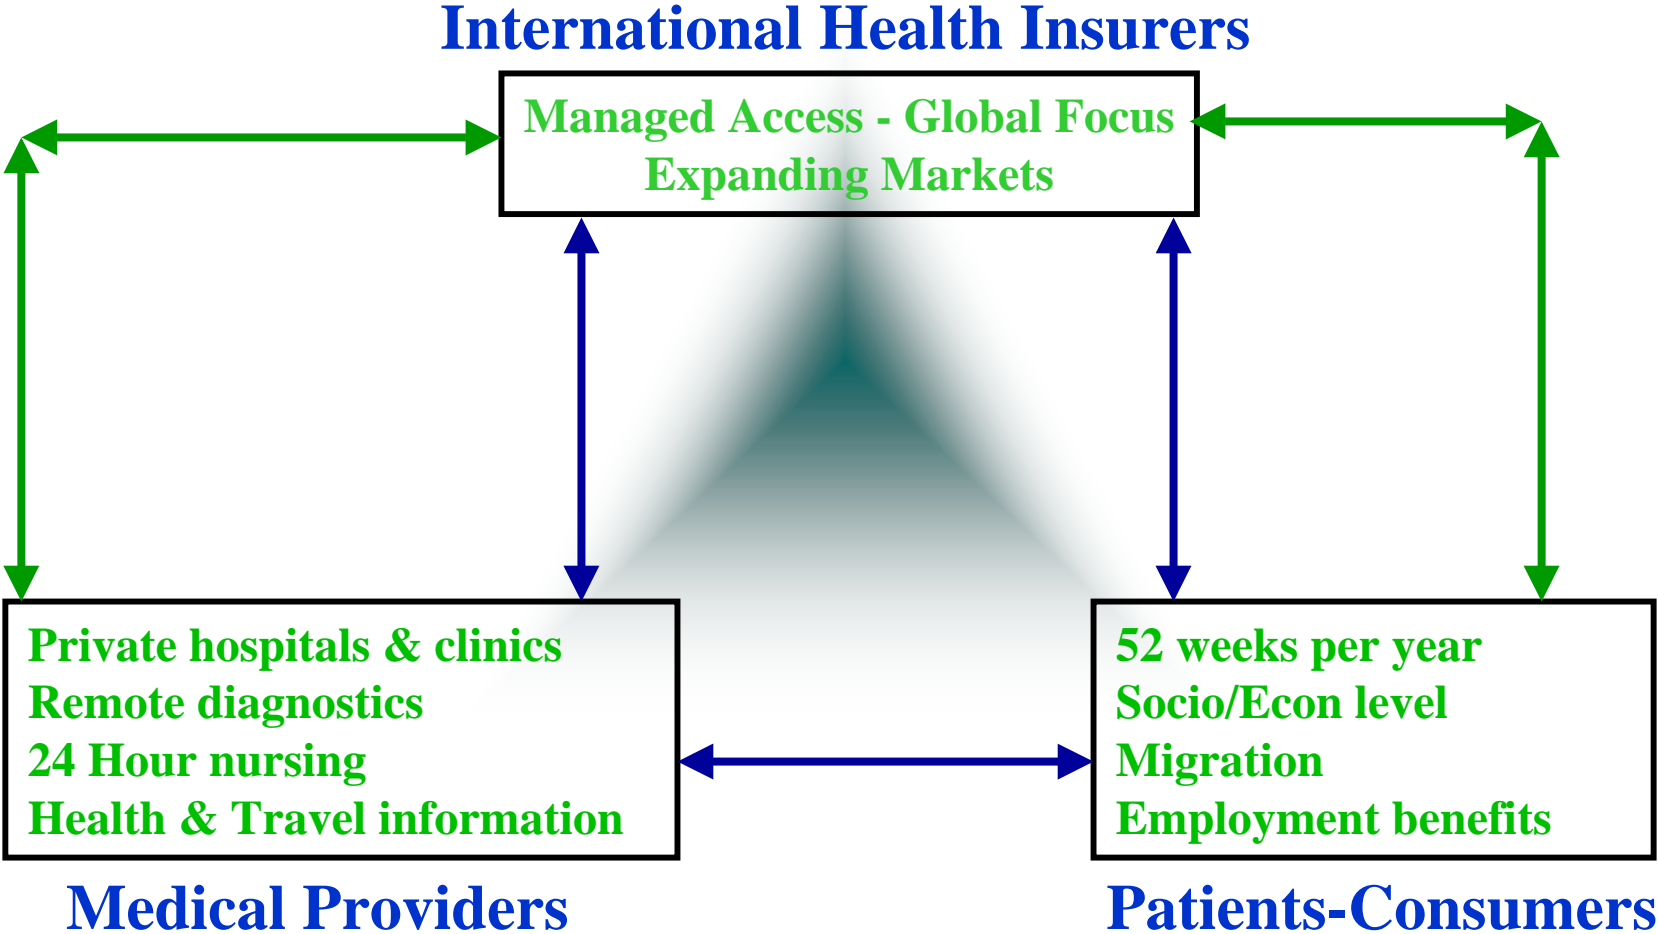 International Health Insurers
Managed Access - Global Focus
Expanding Markets
Private hospitals & clinics
Remote diagnostics
24 Hour nursing
Health & Travel information
Medical Providers
52 weeks per year
Socio/Econ level
Migration
Employment benefits
Patients-Consumers